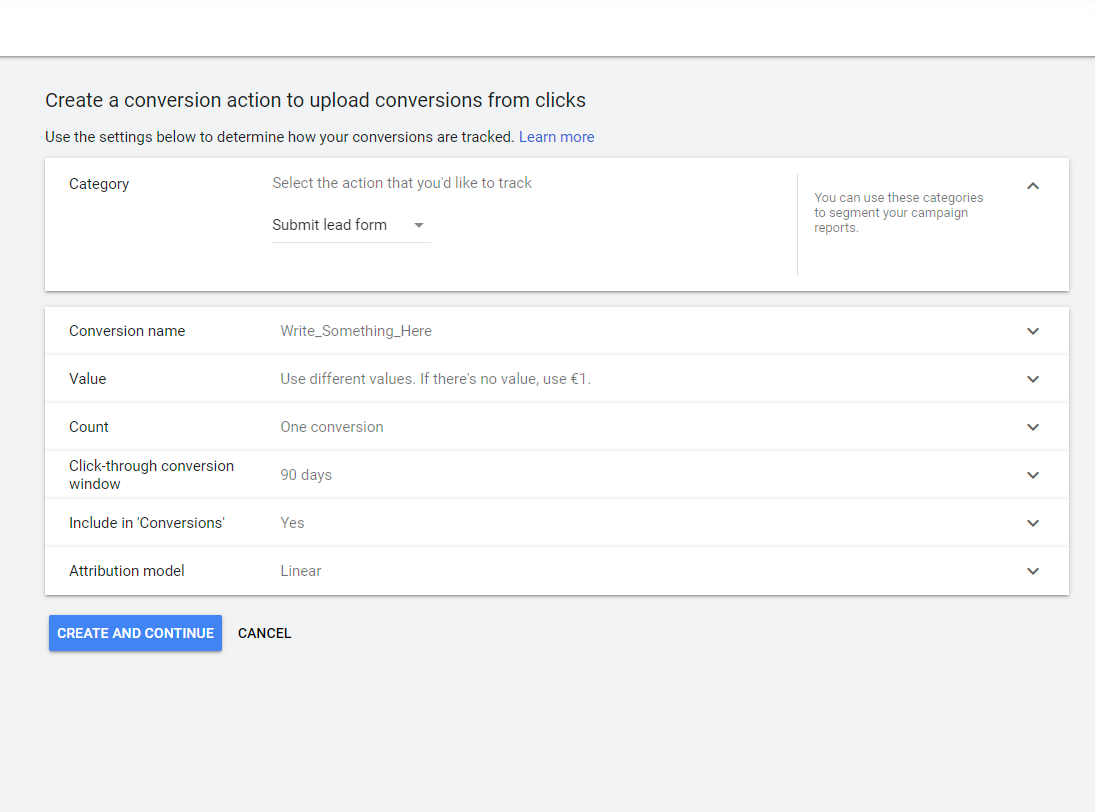 Create a conversion action to upload conversions from clicks
Use the settings below to determine how your conversions are tracked. Learn more
Category
Select the action that you'd like to track
Submit lead form
You can use these categories
to segment your campaign
reports.
Conversion name
Write_Something_Here
Value
Use different values. If there's no value, use €1.
Count
One conversion
Click-through conversion
window
90 days
Include in 'Conversions'
Yes
Attribution model
Linear
CREATE AND CONTINUE
CANCEL